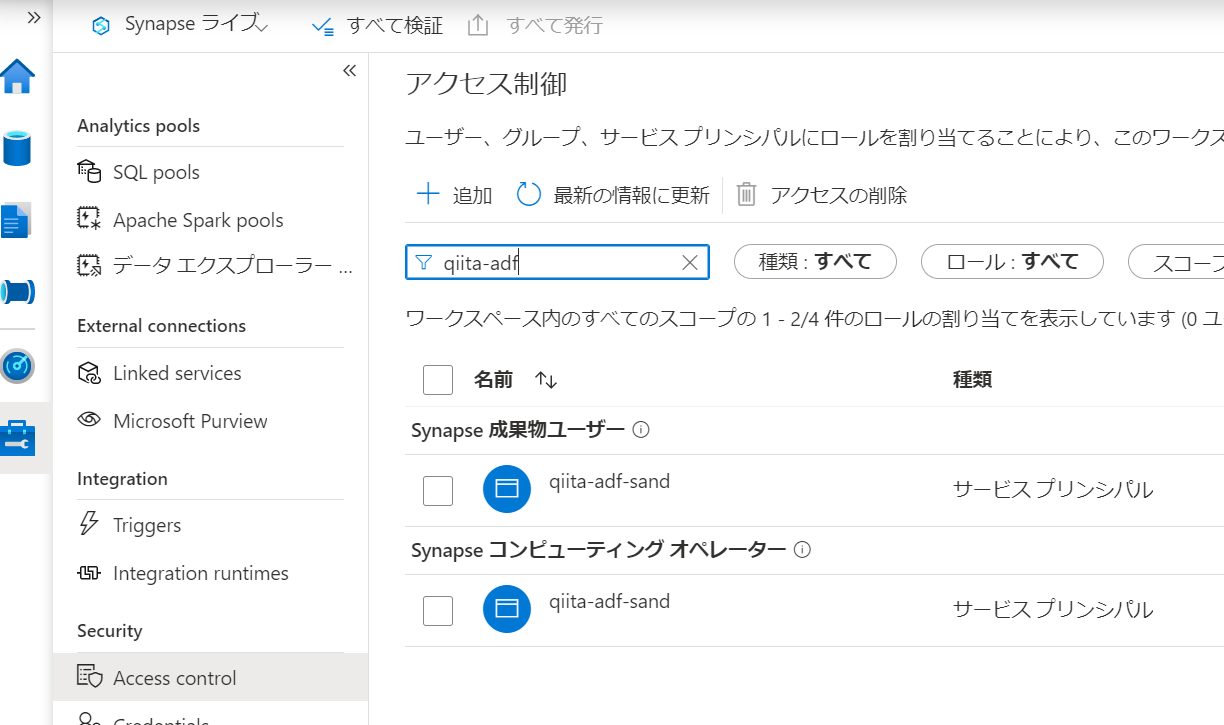 Synapse ライブ
すべて検証
すべて発行
Analytics pools
SQL pools
Apache Spark pools
データ エクスプローラー ...
External connections
Linked services
Microsoft Purview
Integration
Triggers
Integration runtimes
Security
Access control
Credentials
アクセス制御
ユーザー、グループ、サービス プリンシパルにロールを割り当てることにより、このワークス
追加
最新の情報に更新
アクセスの削除
qiita-adf
種類 : すべて
ロール : すべて
スコープ
ワークスペース内のすべてのスコープの 1 - 2/4 件のロールの割り当てを表示しています (0 ユ
名前
種類
Synapse 成果物ユーザー
qiita-adf-sand
サービス プリンシパル
Synapse コンピューティング オペレーター
qiita-adf-sand
サービス プリンシパル